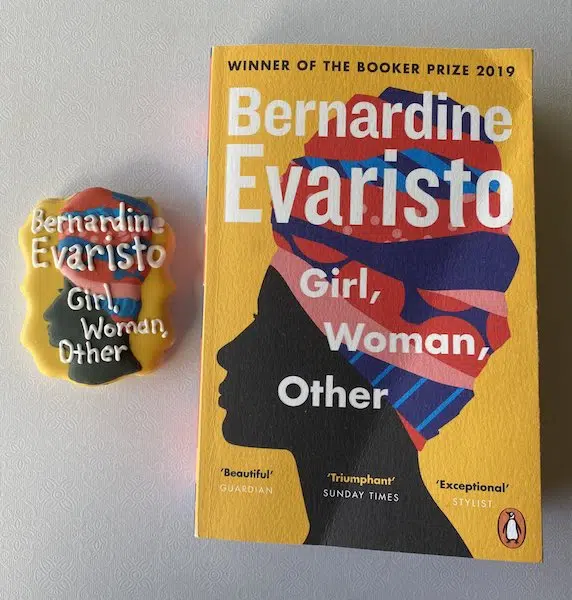 Bernardine
Evaristo
Girl,
Woman,
Other
WINNER OF THE BOOKER PRIZE 2019
Bernardine
Evaristo
Girl,
Woman,
Other
'Beautiful'
GUARDIAN
'Triumphant'
SUNDAY TIMES
'Exceptional'
STYLIST